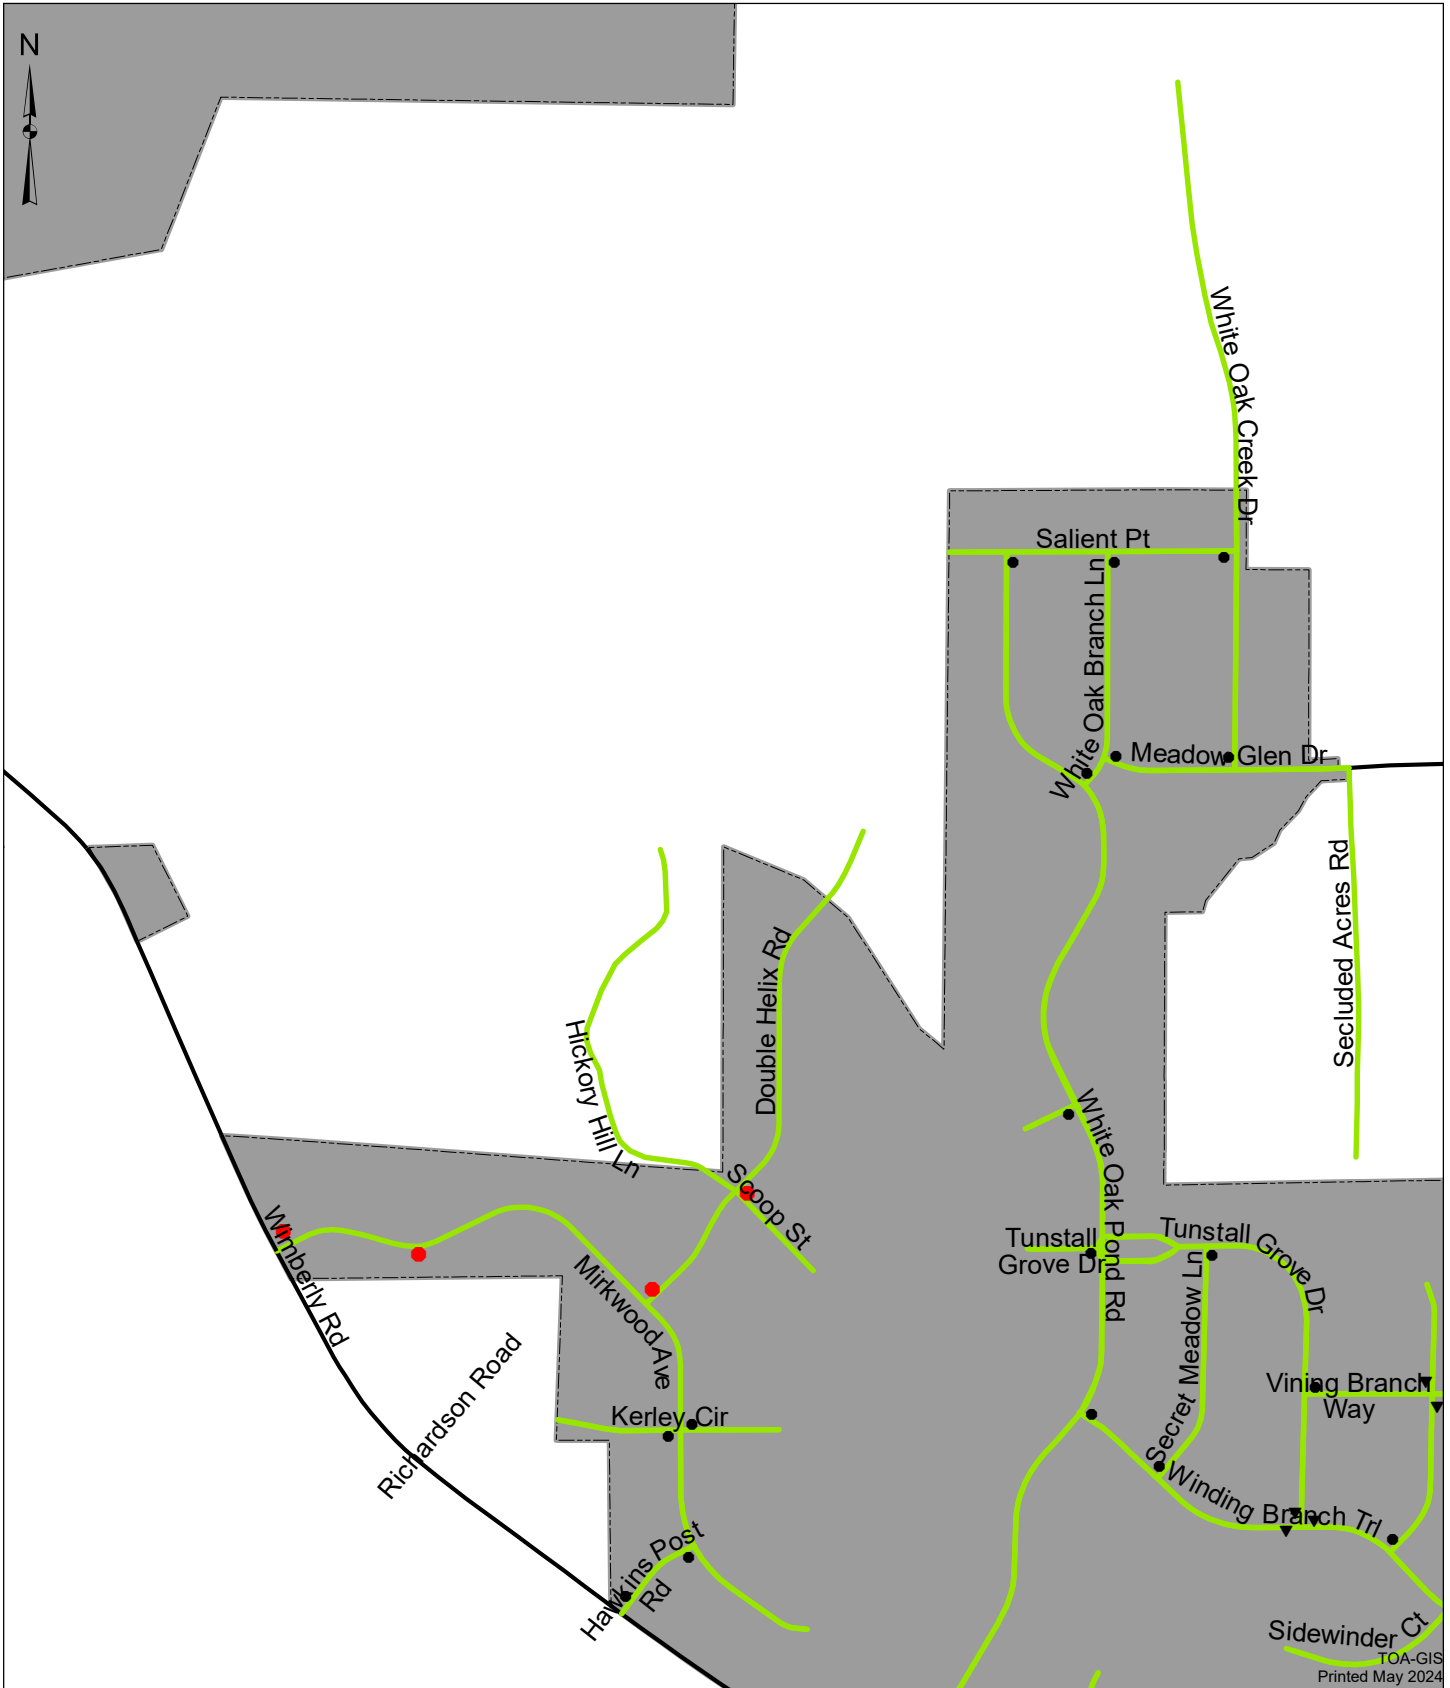 N
White Oak Creek Dr
Salient Pt
White Oak Branch Ln
Meadow Glen Dr
Secluded Acres Rd
Double Helix Rd
Hickory Hill Ln
Scoop St
White Oak Pond Rd
Wimberly Rd
Tunstall
Grove Dr
Tunstall Grove Dr
Mirkwood Ave
Secret Meadow Ln
Richardson Road
Vining Branch
Way
Kerley Cir
Winding Branch Trl
Hawkins Post
Rd
Sidewinder Ct
TOA-GIS
Printed May 2024